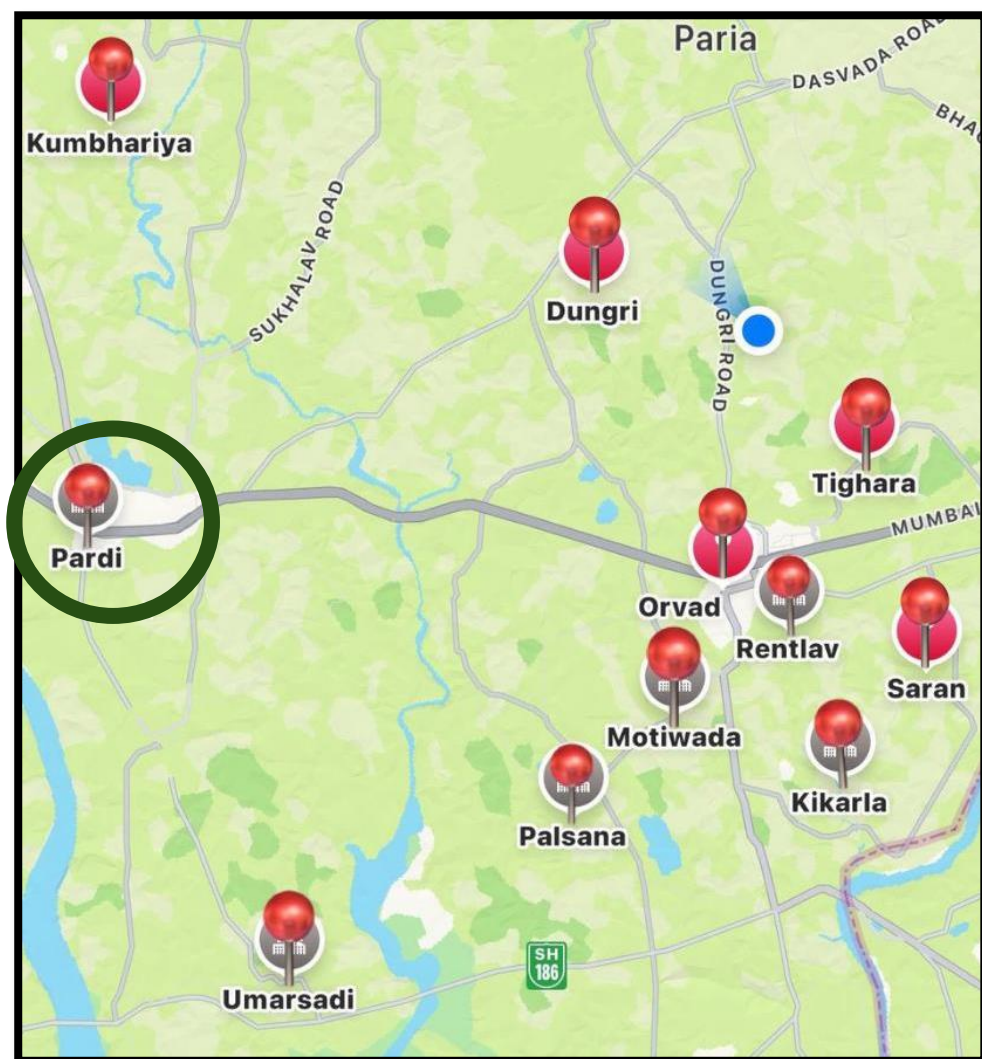 Paria
DASVADA ROAD
BHAG
Kumbhariya
SUKHALAV ROAD
Dungri
DUNGRI ROAD
Tighara
MUMBAI
Pardi
Orvad
Rentlav
Saran
Motiwada
Kikarla
Palsana
SH
186
Umarsadi